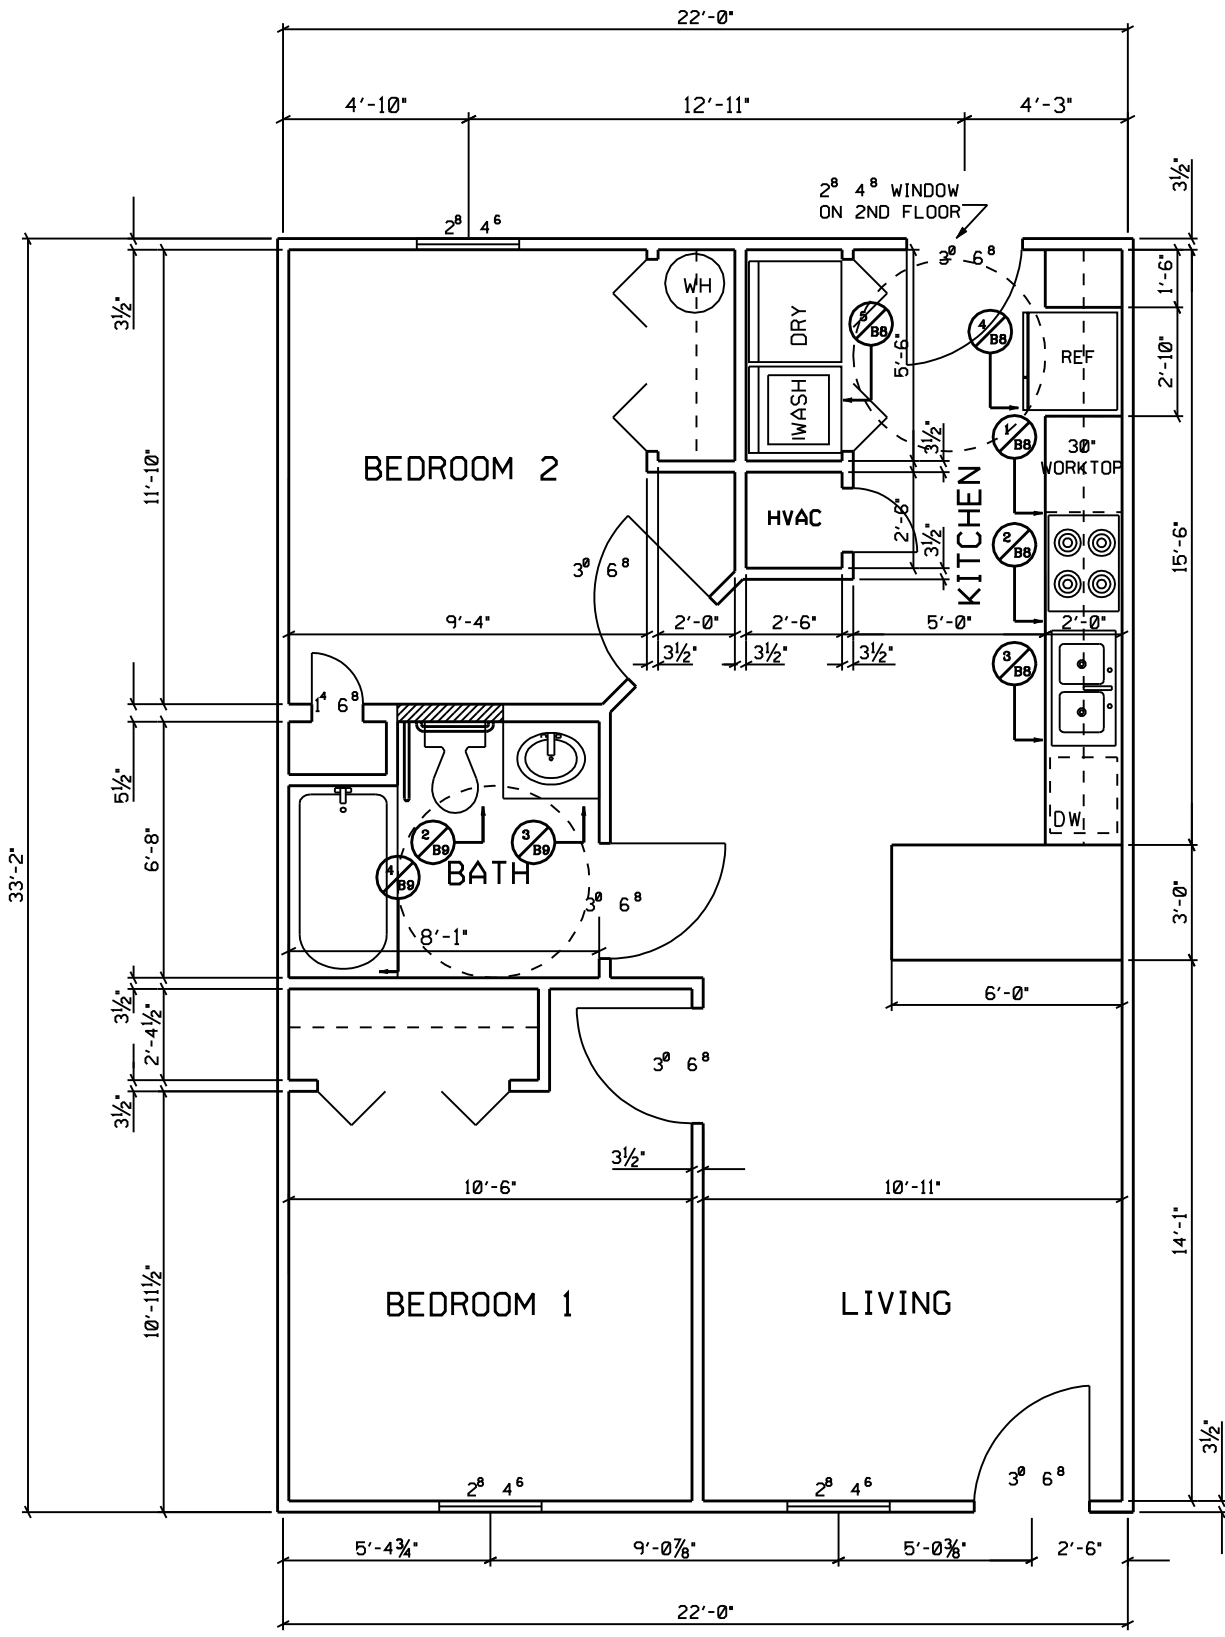 22'-0"
4'-10" 12'-11" 4'-3"
3½"
2⁸ 4⁸ WINDOW
ON 2ND FLOOR
2⁸ 4⁶
3⁰ 6⁸
3½"
1'-6"
WH
DRY
5
B8
4
B8
5'-6"
REF
2'-10"
WASH
1
B8
3½"
30"
WORKTOP
BEDROOM 2
11'-10"
HVAC
2'-6"
3½"
KITCHEN
2
B8
15'-6"
3⁰ 6⁸
9'-4" 2'-0" 2'-6" 5'-0" 2'-0"
3½" 3½" 3½"
3
B8
1⁴ 6⁸
5½"
DW
2
B9
3
B9
6'-8"
33'-2"
4
B9
BATH
3⁰ 6⁸
3'-0"
8'-1"
6'-0"
3½"
2'-4½"
3⁰ 6⁸
3½"
3½"
10'-6" 10'-11"
14'-1"
10'-11½"
BEDROOM 1
LIVING
3½"
3⁰ 6⁸
2⁸ 4⁶
2⁸ 4⁶
5'-4¾" 9'-0⅞" 5'-0⅜" 2'-6"
22'-0"